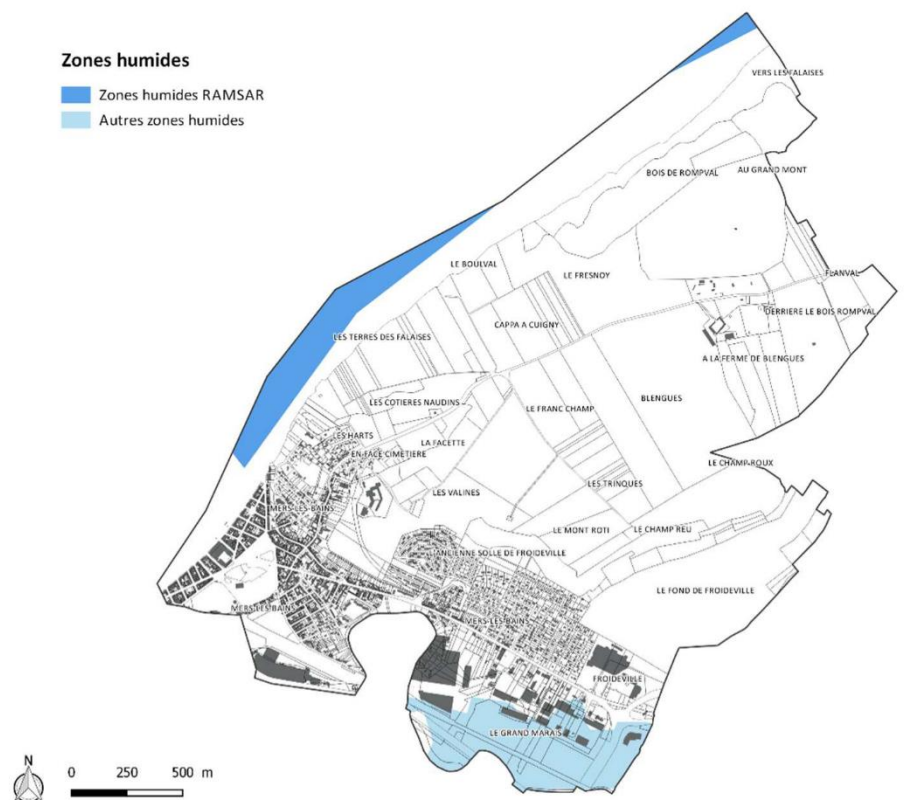 Zones humides
Zones humides RAMSAR
Autres zones humides
VERS LES FALAISES
BOIS DE ROMPVAL
AU GRAND MONT
LE BOULVAL
LE FRESNOY
FLANVAL
DERRIERE LE BOIS ROMPVAL
CAPPA A CUIGNY
LES TERRES DES FALAISES
A LA FERME DE BLENGUES
BLENGUES
LES COTIERES NAUDINS
LE FRANC CHAMP
LES HARTS
LA FACETTE
EN FACE CIMETIERE
LE CHAMP ROUX
LES TRINQUES
LES VALINES
MERS-LES-BAINS
LE MONT ROTI
LE CHAMP REU
L'ANCIENNE SOLLE DE FROIDEVILLE
LE FOND DE FROIDEVILLE
MERS-LES-BAINS
MERS-LES-BAINS
FROIDEVILLE
LE GRAND MARAIS
N
0 250 500 m